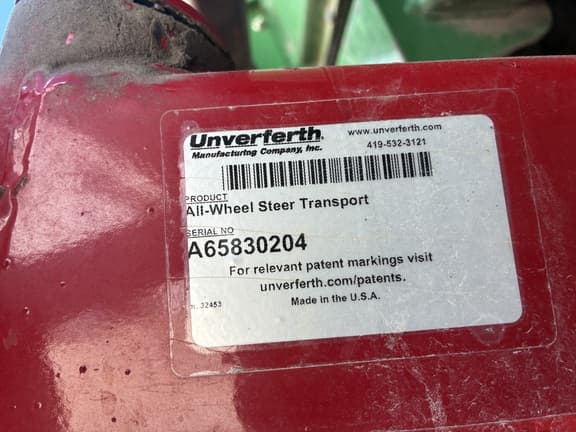 Unverferth
Manufacturing Company, Inc.
www.unverferth.com
419-532-3121
PRODUCT
All-Wheel Steer Transport
SERIAL NO
A65830204
For relevant patent markings visit
unverferth.com/patents.
Made in the U.S.A.
32453